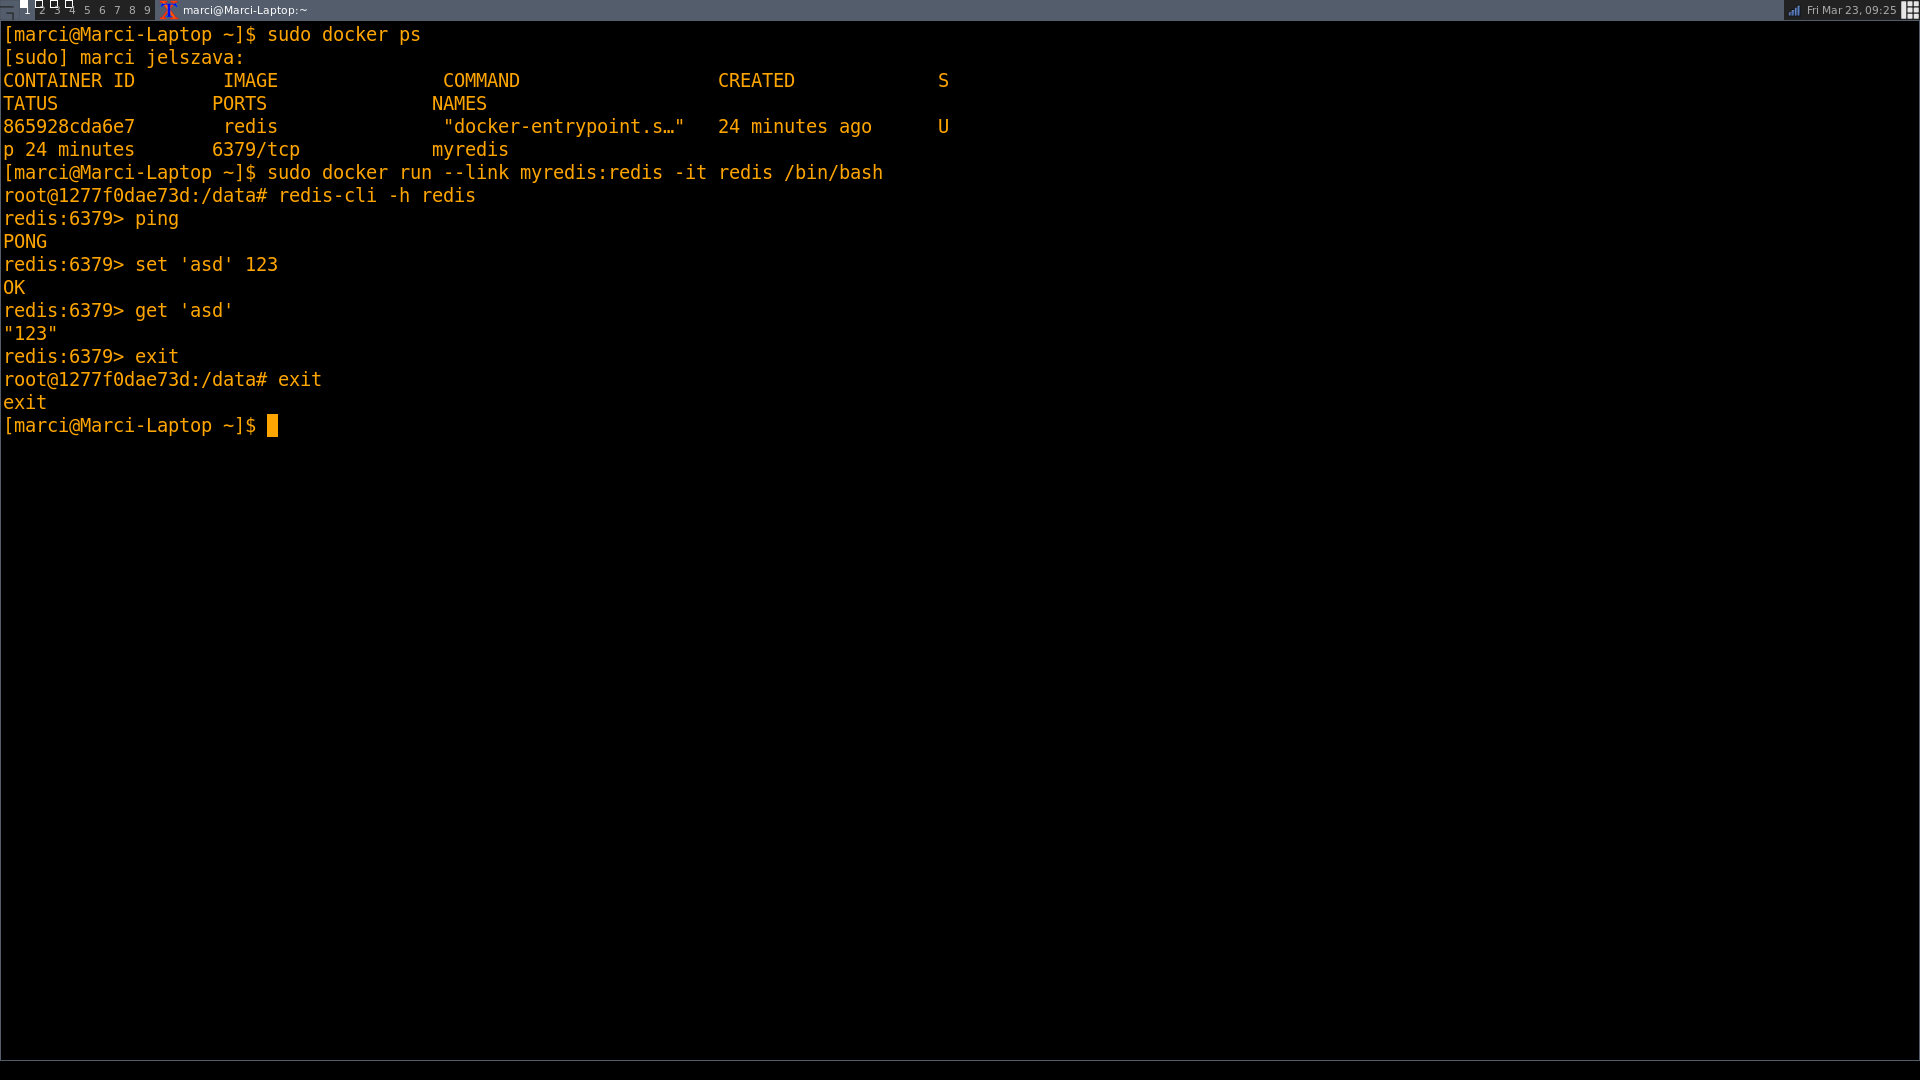 1 2 3 4 5 6 7 8 9 marci@Marci-Laptop:~ Fri Mar 23, 09:25
[marci@Marci-Laptop ~]$ sudo docker ps
[sudo] marci jelszava:
CONTAINER ID        IMAGE               COMMAND                  CREATED             S
TATUS              PORTS               NAMES
865928cda6e7        redis               "docker-entrypoint.s…"   24 minutes ago      U
p 24 minutes       6379/tcp            myredis
[marci@Marci-Laptop ~]$ sudo docker run --link myredis:redis -it redis /bin/bash
root@1277f0dae73d:/data# redis-cli -h redis
redis:6379> ping
PONG
redis:6379> set 'asd' 123
OK
redis:6379> get 'asd'
"123"
redis:6379> exit
root@1277f0dae73d:/data# exit
exit
[marci@Marci-Laptop ~]$